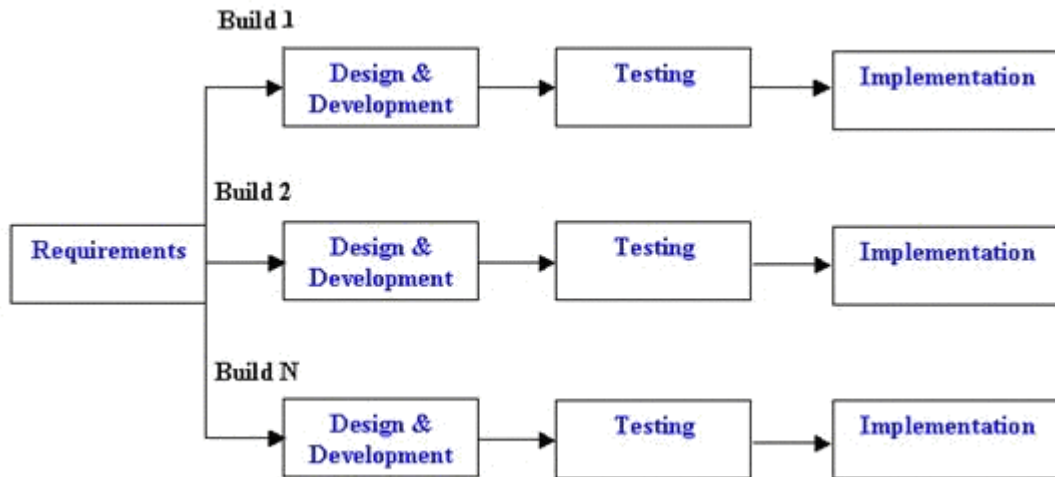 Build 1
Design &
Development
Testing
Implementation
Build 2
Requirements
Design &
Development
Testing
Implementation
Build N
Design &
Development
Testing
Implementation